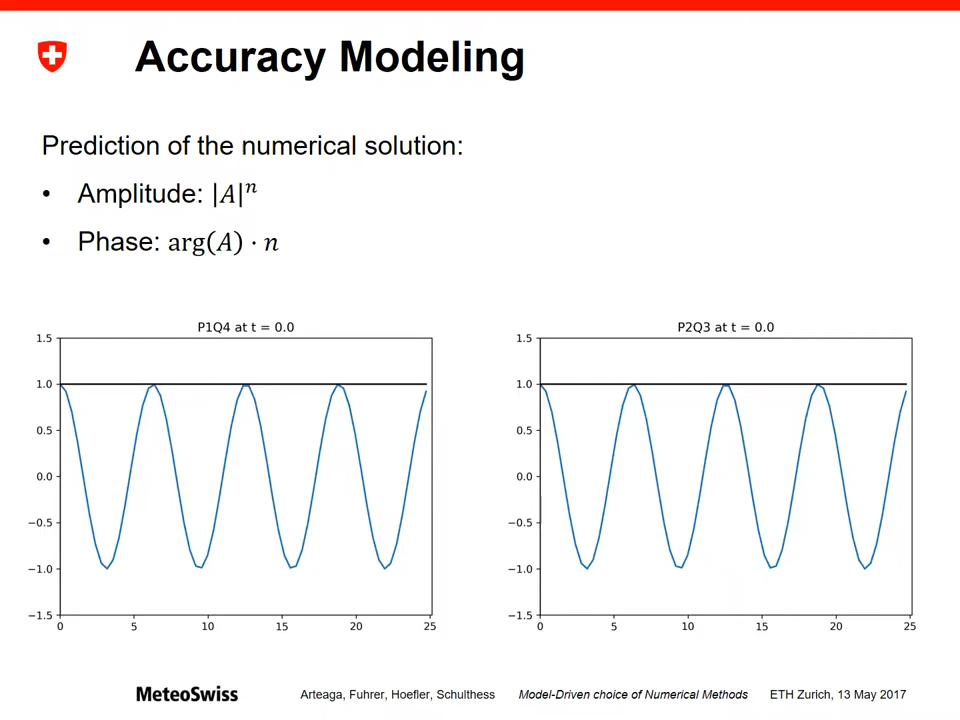 Accuracy Modeling
Prediction of the numerical solution:
• Amplitude: |A|ⁿ
• Phase: arg(A) · n
P1Q4 at t = 0.0
1.5
1.0
0.5
0.0
−0.5
−1.0
−1.5
0 5 10 15 20 25
P2Q3 at t = 0.0
1.5
1.0
0.5
0.0
−0.5
−1.0
−1.5
0 5 10 15 20 25
MeteoSwiss Arteaga, Fuhrer, Hoefler, Schulthess Model-Driven choice of Numerical Methods ETH Zurich, 13 May 2017